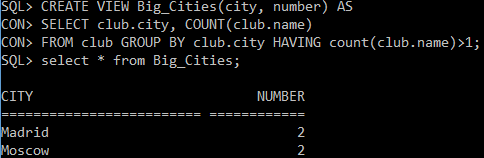 SQL> CREATE VIEW Big_Cities(city, number) AS
CON> SELECT club.city, COUNT(club.name)
CON> FROM club GROUP BY club.city HAVING count(club.name)>1;
SQL> select * from Big_Cities;
CITY NUMBER
========================= ============
Madrid 2
Moscow 2